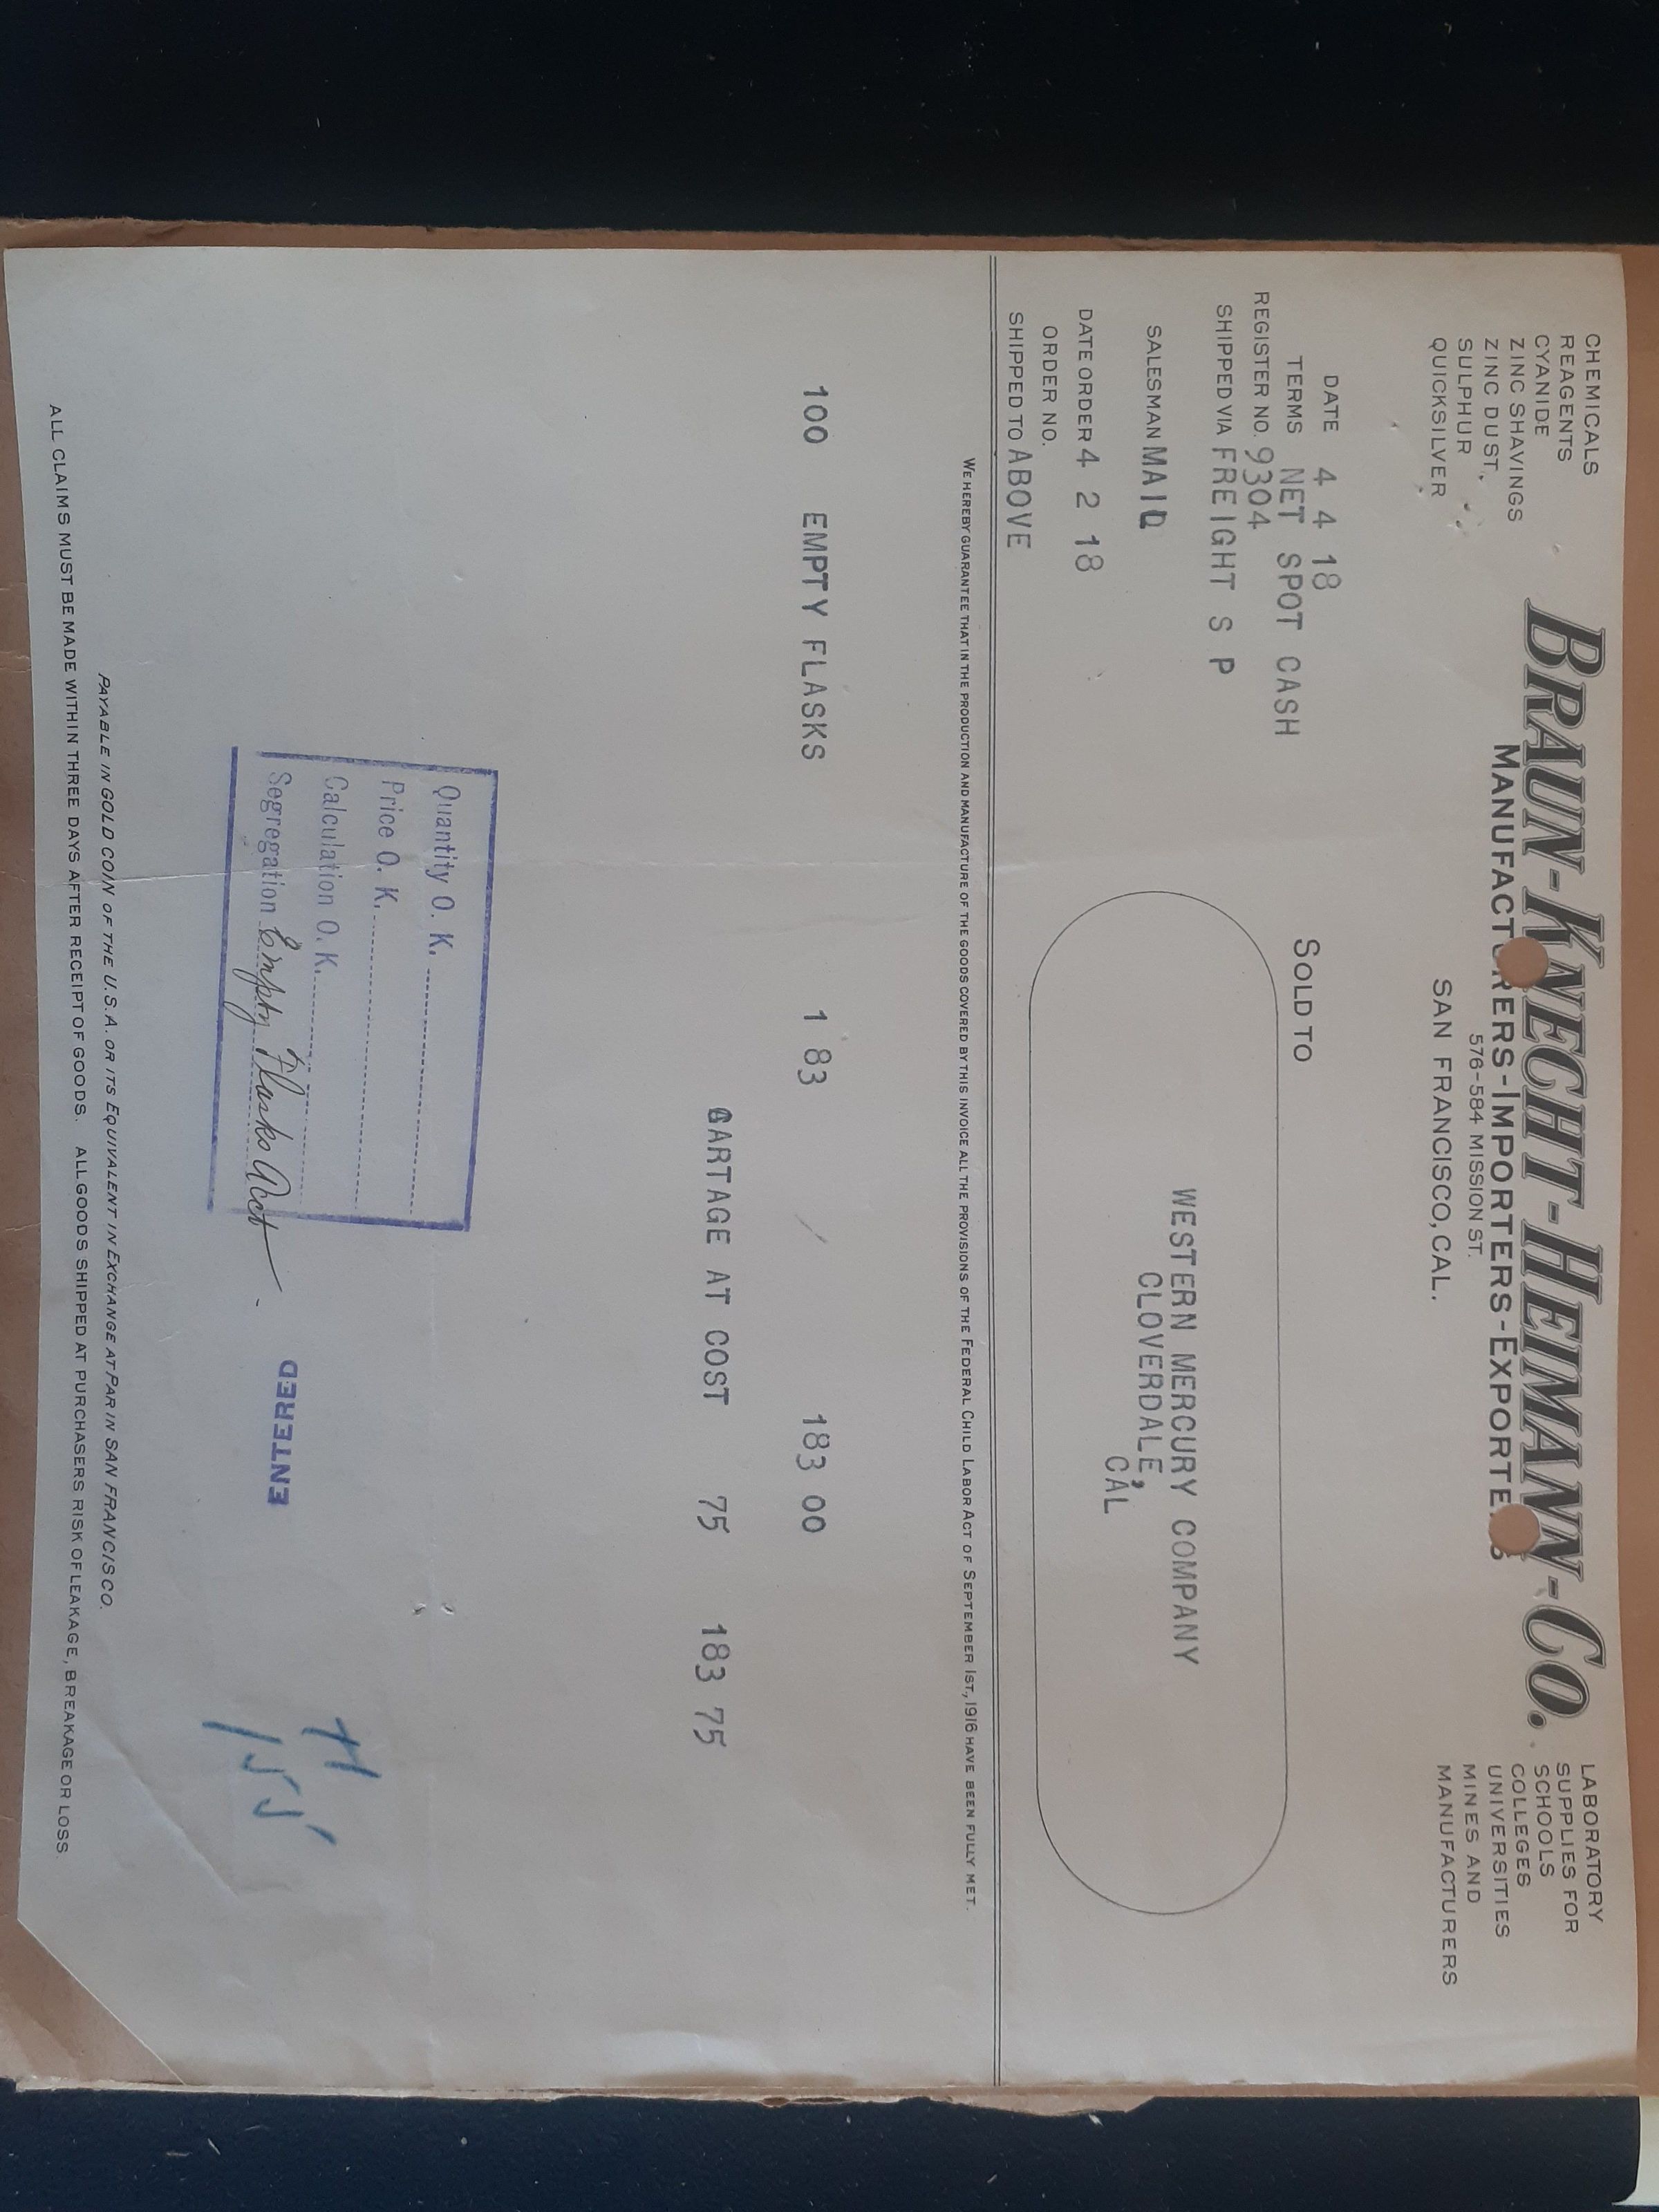 CHEMICALS
REAGENTS
CYANIDE
ZINC SHAVINGS
ZINC DUST,
SULPHUR
QUICKSILVER
BRAUN-KNECHT-HEIMANN-CO.
MANUFACTURERS-IMPORTERS-EXPORTERS
576-584 MISSION ST.
SAN FRANCISCO, CAL.
LABORATORY
SUPPLIES FOR
SCHOOLS
COLLEGES
UNIVERSITIES
MINES AND
MANUFACTURERS
DATE 4 4 18
TERMS NET SPOT CASH
REGISTER NO. 9304
SHIPPED VIA FREIGHT S P
SALESMAN MAIL
DATE ORDER 4 2 18
ORDER NO.
SHIPPED TO ABOVE
SOLD TO
WESTERN MERCURY COMPANY
CLOVERDALE,
CAL
WE HEREBY GUARANTEE THAT IN THE PRODUCTION AND MANUFACTURE OF THE GOODS COVERED BY THIS INVOICE ALL THE PROVISIONS OF THE FEDERAL CHILD LABOR ACT OF SEPTEMBER 1ST, 1916 HAVE BEEN FULLY MET.
100 EMPTY FLASKS 1 83 183 00
CARTAGE AT COST 75 183 75
Quantity O. K.
Price O. K.
Calculation O. K.
Segregation Empty Flasks Acct.
ENTERED
H
155
PAYABLE IN GOLD COIN OF THE U.S.A. OR ITS EQUIVALENT IN EXCHANGE AT PAR IN SAN FRANCISCO.
ALL CLAIMS MUST BE MADE WITHIN THREE DAYS AFTER RECEIPT OF GOODS. ALL GOODS SHIPPED AT PURCHASERS RISK OF LEAKAGE, BREAKAGE OR LOSS.